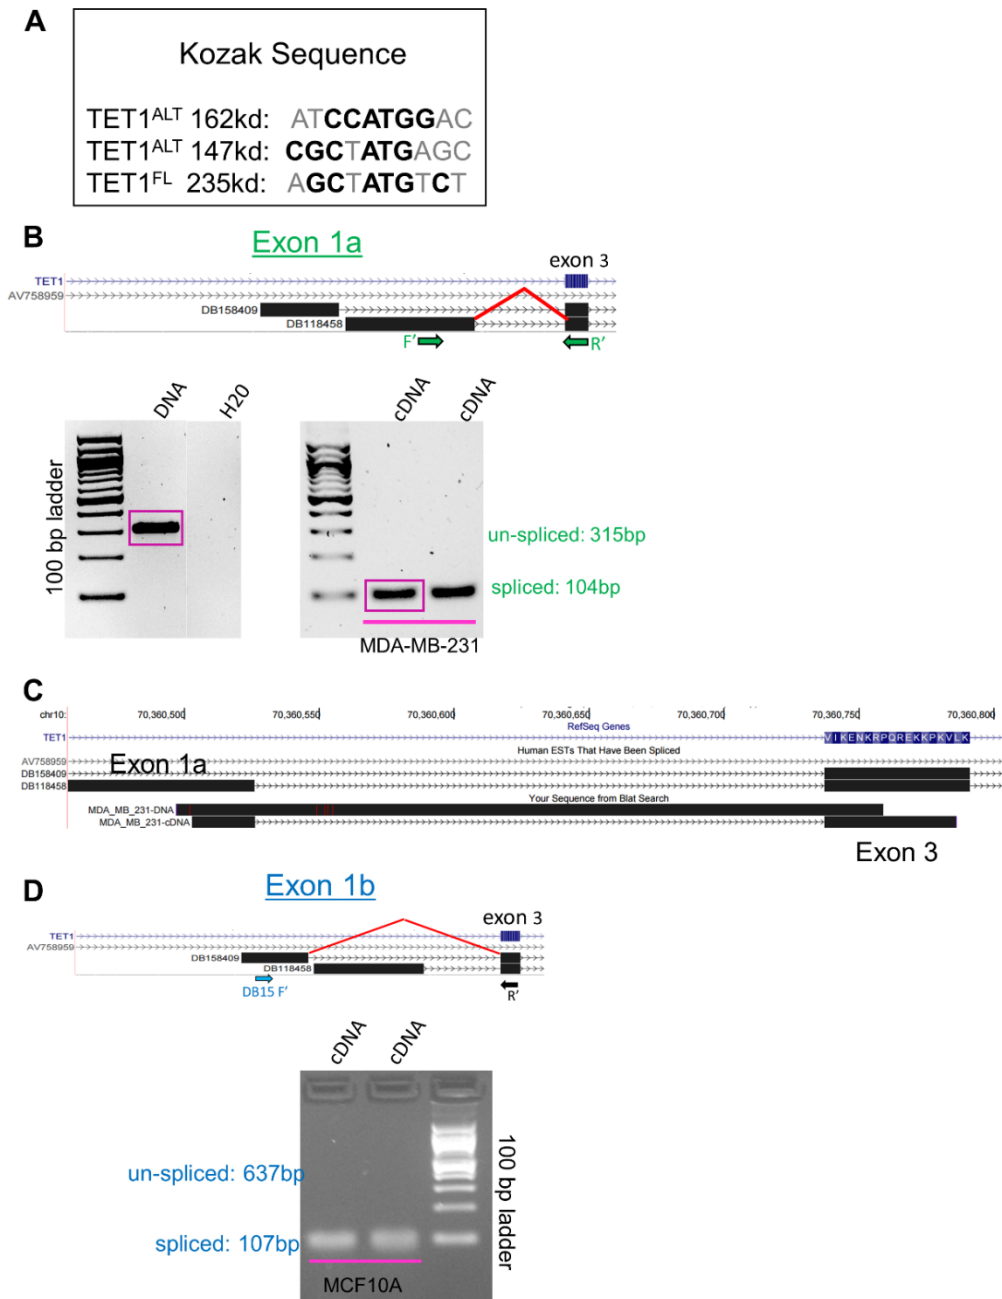 A
Kozak Sequence
TET1ALT 162kd: ATCCATGGAC
TET1ALT 147kd: CGCTATGAGC
TET1FL 235kd: AGCTATGTCT
B
Exon 1a
exon 3
TET1
AV758959
DB158409
DB118458
F' R'
DNA H20 cDNA cDNA
100 bp ladder
un-spliced: 315bp
spliced: 104bp
MDA-MB-231
C
chr10: 70,360,500 70,360,550 70,360,600 70,360,650 70,360,700 70,360,750 70,360,800
RefSeq Genes
TET1 V I K E N K R P Q R E K K P K V L K
Human ESTs That Have Been Spliced
AV758959
Exon 1a
DB158409
DB118458
Your Sequence from Blat Search
MDA_MB_231-DNA
MDA_MB_231-cDNA
Exon 3
D
Exon 1b
exon 3
TET1
AV758959
DB158409
DB118458
DB15 F' R'
cDNA cDNA
un-spliced: 637bp
100 bp ladder
spliced: 107bp
MCF10A